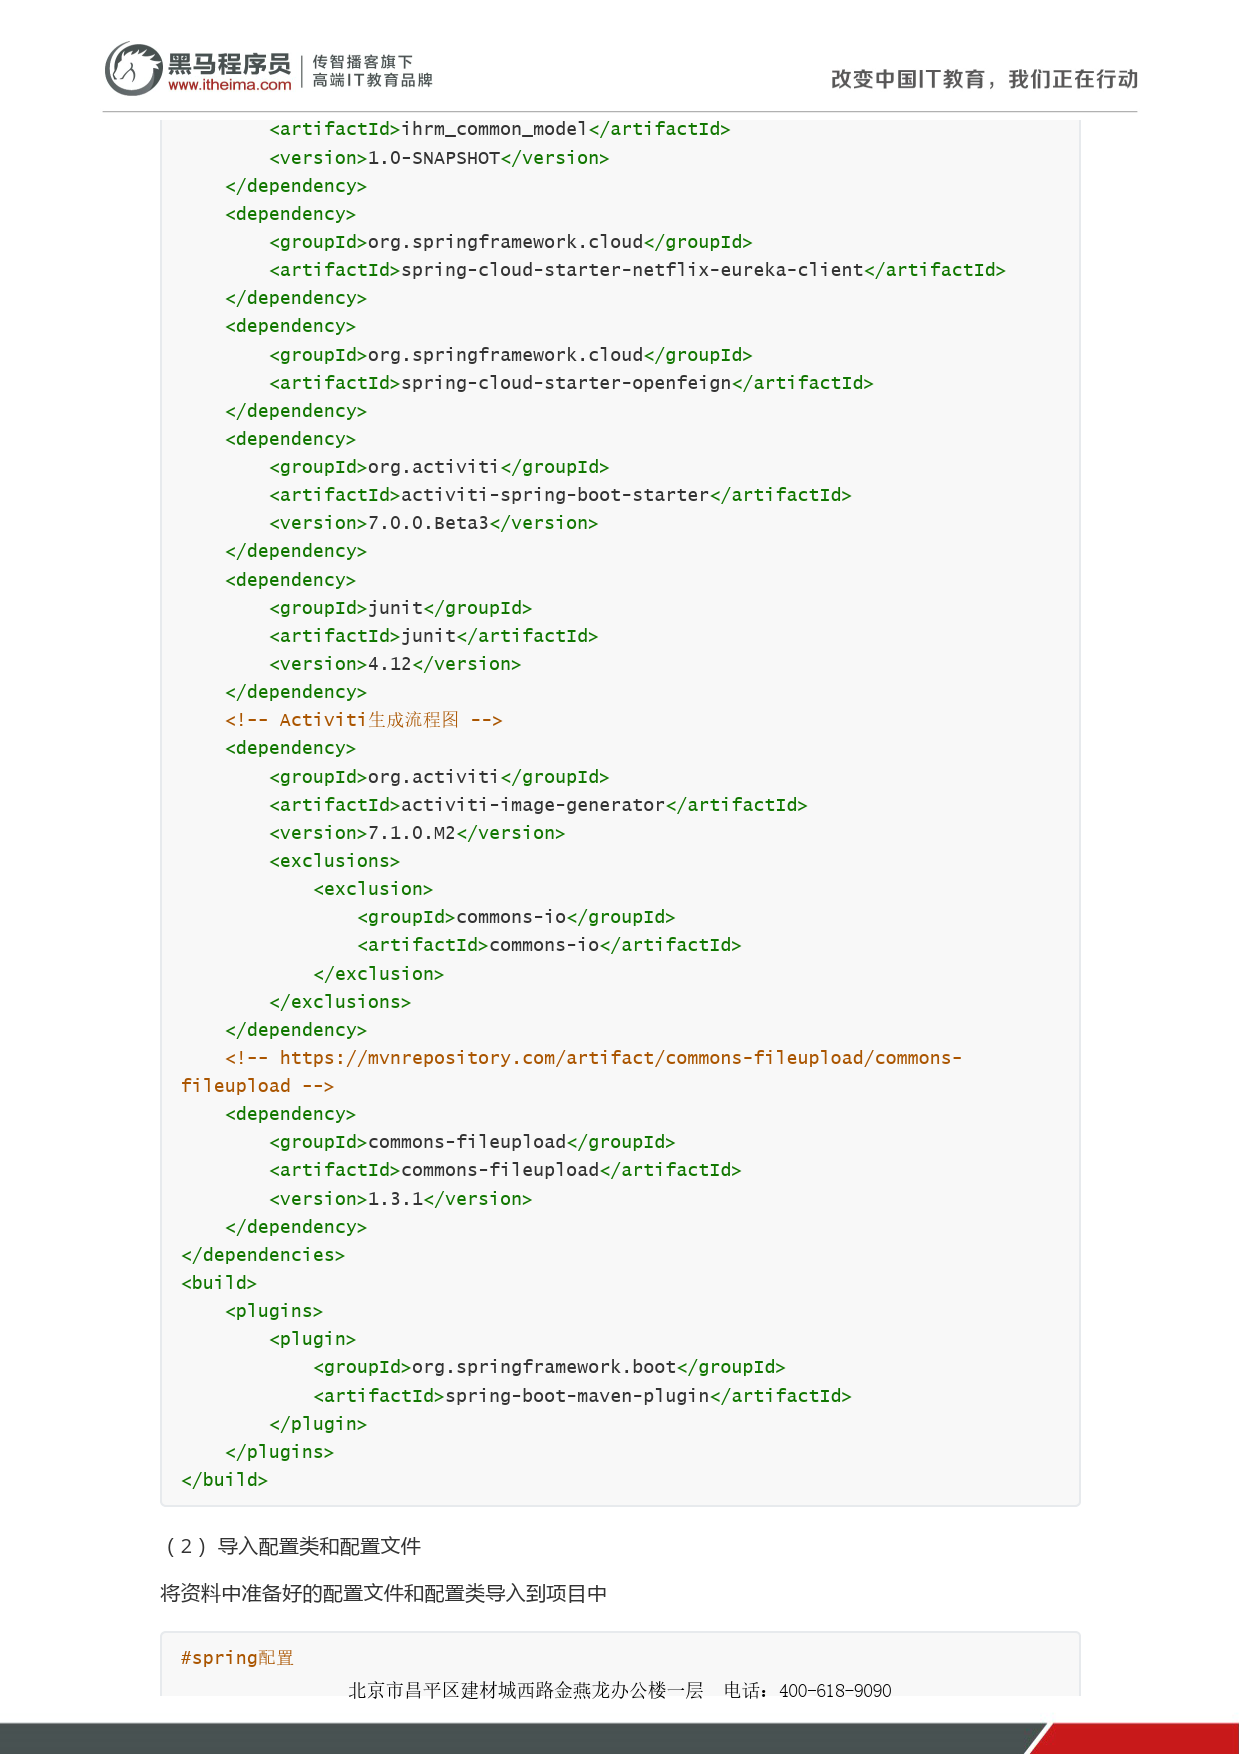 黑马程序员
www.itheima.com
传智播客旗下
高端IT教育品牌
改变中国IT教育，我们正在行动
        <artifactId>ihrm_common_model</artifactId>
        <version>1.0-SNAPSHOT</version>
    </dependency>
    <dependency>
        <groupId>org.springframework.cloud</groupId>
        <artifactId>spring-cloud-starter-netflix-eureka-client</artifactId>
    </dependency>
    <dependency>
        <groupId>org.springframework.cloud</groupId>
        <artifactId>spring-cloud-starter-openfeign</artifactId>
    </dependency>
    <dependency>
        <groupId>org.activiti</groupId>
        <artifactId>activiti-spring-boot-starter</artifactId>
        <version>7.0.0.Beta3</version>
    </dependency>
    <dependency>
        <groupId>junit</groupId>
        <artifactId>junit</artifactId>
        <version>4.12</version>
    </dependency>
    <!-- Activiti生成流程图 -->
    <dependency>
        <groupId>org.activiti</groupId>
        <artifactId>activiti-image-generator</artifactId>
        <version>7.1.0.M2</version>
        <exclusions>
            <exclusion>
                <groupId>commons-io</groupId>
                <artifactId>commons-io</artifactId>
            </exclusion>
        </exclusions>
    </dependency>
    <!-- https://mvnrepository.com/artifact/commons-fileupload/commons-
fileupload -->
    <dependency>
        <groupId>commons-fileupload</groupId>
        <artifactId>commons-fileupload</artifactId>
        <version>1.3.1</version>
    </dependency>
</dependencies>
<build>
    <plugins>
        <plugin>
            <groupId>org.springframework.boot</groupId>
            <artifactId>spring-boot-maven-plugin</artifactId>
        </plugin>
    </plugins>
</build>
（2） 导入配置类和配置文件
将资料中准备好的配置文件和配置类导入到项目中
#spring配置
北京市昌平区建材城西路金燕龙办公楼一层 电话：400-618-9090